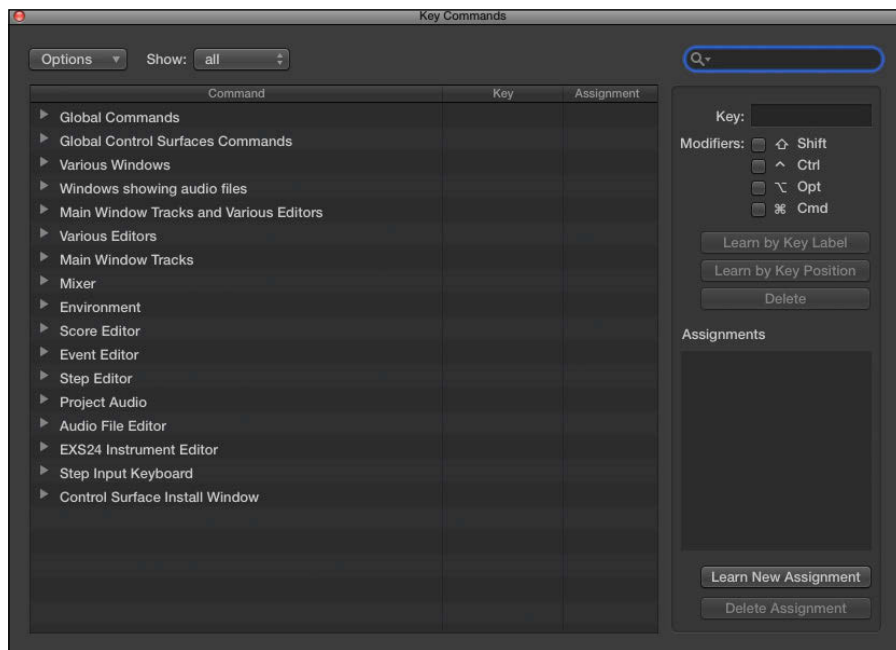 Key Commands
Options Show: all
Command Key Assignment
Global Commands
Global Control Surfaces Commands
Various Windows
Windows showing audio files
Main Window Tracks and Various Editors
Various Editors
Main Window Tracks
Mixer
Environment
Score Editor
Event Editor
Step Editor
Project Audio
Audio File Editor
EXS24 Instrument Editor
Step Input Keyboard
Control Surface Install Window
Key:
Modifiers: ⇧ Shift
^ Ctrl
⌥ Opt
⌘ Cmd
Learn by Key Label
Learn by Key Position
Delete
Assignments
Learn New Assignment
Delete Assignment